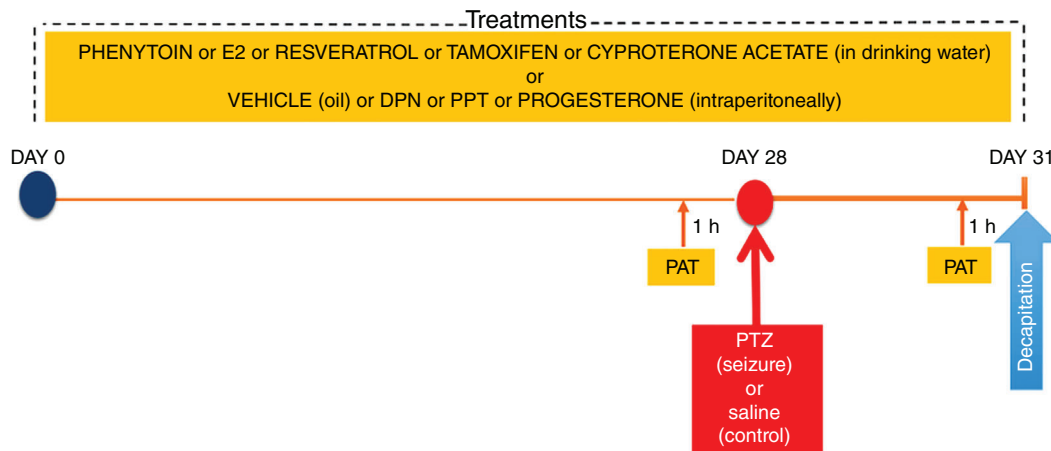 Treatments
PHENYTOIN or E2 or RESVERATROL or TAMOXIFEN or CYPROTERONE ACETATE (in drinking water)
or
VEHICLE (oil) or DPN or PPT or PROGESTERONE (intraperitoneally)
DAY 0
DAY 28
DAY 31
1 h
1 h
PAT
PAT
PTZ
(seizure)
or
saline
(control)
Decapitation